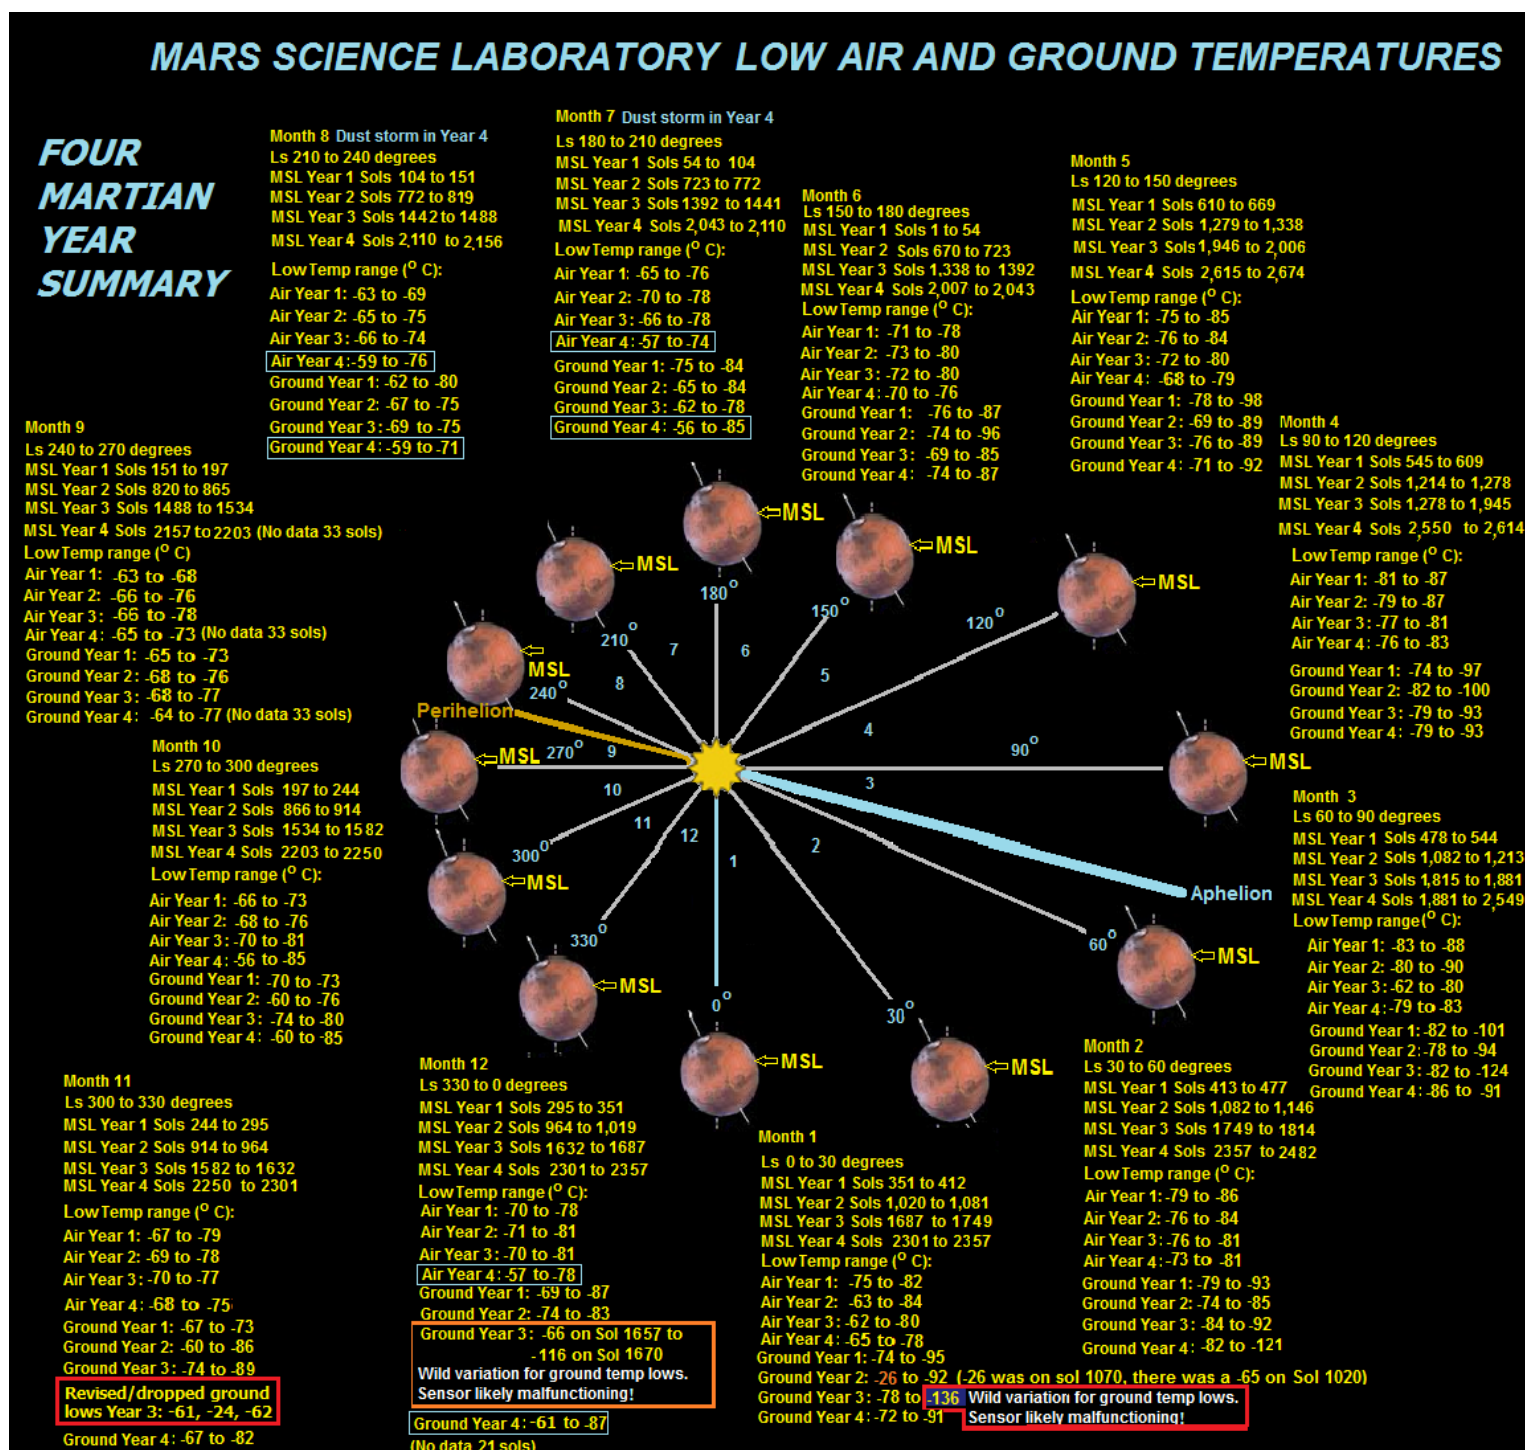 MARS SCIENCE LABORATORY LOW AIR AND GROUND TEMPERATURES
FOUR
MARTIAN
YEAR
SUMMARY
Month 8 Dust storm in Year 4
Ls 210 to 240 degrees
MSL Year 1 Sols 104 to 151
MSL Year 2 Sols 772 to 819
MSL Year 3 Sols 1442 to 1488
MSL Year 4 Sols 2,110 to 2,156
Low Temp range (° C):
Air Year 1: -63 to -69
Air Year 2: -65 to -75
Air Year 3: -66 to -74
Air Year 4:-59 to -76
Ground Year 1: -62 to -80
Ground Year 2: -67 to -75
Ground Year 3: -69 to -75
Ground Year 4: -59 to -71
Month 7 Dust storm in Year 4
Ls 180 to 210 degrees
MSL Year 1 Sols 54 to 104
MSL Year 2 Sols 723 to 772
MSL Year 3 Sols 1392 to 1441
MSL Year 4 Sols 2,043 to 2,110
Low Temp range (° C):
Air Year 1: -65 to -76
Air Year 2: -70 to -78
Air Year 3: -66 to -78
Air Year 4: -57 to -74
Ground Year 1: -75 to -84
Ground Year 2: -65 to -84
Ground Year 3: -62 to -78
Ground Year 4: -56 to -85
Month 6
Ls 150 to 180 degrees
MSL Year 1 Sols 1 to 54
MSL Year 2 Sols 670 to 723
MSL Year 3 Sols 1,338 to 1392
MSL Year 4 Sols 2,007 to 2,043
Low Temp range (° C):
Air Year 1: -71 to -78
Air Year 2: -73 to -80
Air Year 3: -72 to -80
Air Year 4: -70 to -76
Ground Year 1: -76 to -87
Ground Year 2: -74 to -96
Ground Year 3: -69 to -85
Ground Year 4: -74 to -87
Month 5
Ls 120 to 150 degrees
MSL Year 1 Sols 610 to 669
MSL Year 2 Sols 1,279 to 1,338
MSL Year 3 Sols 1,946 to 2,006
MSL Year 4 Sols 2,615 to 2,674
Low Temp range (° C):
Air Year 1: -75 to -85
Air Year 2: -76 to -84
Air Year 3: -72 to -80
Air Year 4: -68 to -79
Ground Year 1: -78 to -98
Ground Year 2: -69 to -89
Ground Year 3: -76 to -89
Ground Year 4: -71 to -92
Month 4
Ls 90 to 120 degrees
MSL Year 1 Sols 545 to 609
MSL Year 2 Sols 1,214 to 1,278
MSL Year 3 Sols 1,278 to 1,945
MSL Year 4 Sols 2,550 to 2,614
Low Temp range (° C):
Air Year 1: -81 to -87
Air Year 2: -79 to -87
Air Year 3: -77 to -81
Air Year 4: -76 to -83
Ground Year 1: -74 to -97
Ground Year 2: -82 to -100
Ground Year 3: -79 to -93
Ground Year 4: -79 to -93
Month 9
Ls 240 to 270 degrees
MSL Year 1 Sols 151 to 197
MSL Year 2 Sols 820 to 865
MSL Year 3 Sols 1488 to 1534
MSL Year 4 Sols 2157 to 2203 (No data 33 sols)
Low Temp range (° C)
Air Year 1: -63 to -68
Air Year 2: -66 to -76
Air Year 3: -66 to -78
Air Year 4: -65 to -73 (No data 33 sols)
Ground Year 1: -65 to -73
Ground Year 2: -68 to -76
Ground Year 3: -68 to -77
Ground Year 4: -64 to -77 (No data 33 sols)
MSL
MSL
MSL
MSL
MSL
MSL
180°
150°
120°
210°
240°
7
6
5
8
4
Perihelion
MSL
270°
9
90°
MSL
3
10
11
12
1
2
300°
MSL
330°
MSL
0°
30°
60°
Aphelion
MSL
MSL
MSL
Month 10
Ls 270 to 300 degrees
MSL Year 1 Sols 197 to 244
MSL Year 2 Sols 866 to 914
MSL Year 3 Sols 1534 to 1582
MSL Year 4 Sols 2203 to 2250
Low Temp range (° C):
Air Year 1: -66 to -73
Air Year 2: -68 to -76
Air Year 3: -70 to -81
Air Year 4: -56 to -85
Ground Year 1: -70 to -73
Ground Year 2: -60 to -76
Ground Year 3: -74 to -80
Ground Year 4: -60 to -85
Month 3
Ls 60 to 90 degrees
MSL Year 1 Sols 478 to 544
MSL Year 2 Sols 1,082 to 1,213
MSL Year 3 Sols 1,815 to 1,881
MSL Year 4 Sols 1,881 to 2,549
Low Temp range(° C):
Air Year 1: -83 to -88
Air Year 2: -80 to -90
Air Year 3: -62 to -80
Air Year 4: -79 to -83
Ground Year 1: -82 to -101
Ground Year 2: -78 to -94
Ground Year 3: -82 to -124
Ground Year 4: -86 to -91
Month 11
Ls 300 to 330 degrees
MSL Year 1 Sols 244 to 295
MSL Year 2 Sols 914 to 964
MSL Year 3 Sols 1582 to 1632
MSL Year 4 Sols 2250 to 2301
Low Temp range (° C):
Air Year 1: -67 to -79
Air Year 2: -69 to -78
Air Year 3: -70 to -77
Air Year 4: -68 to -75
Ground Year 1: -67 to -73
Ground Year 2: -60 to -86
Ground Year 3: -74 to -89
Revised/dropped ground
lows Year 3: -61, -24, -62
Ground Year 4: -67 to -82
Month 12
Ls 330 to 0 degrees
MSL Year 1 Sols 295 to 351
MSL Year 2 Sols 964 to 1,019
MSL Year 3 Sols 1632 to 1687
MSL Year 4 Sols 2301 to 2357
Low Temp range (° C):
Air Year 1: -70 to -78
Air Year 2: -71 to -81
Air Year 3: -70 to -81
Air Year 4: -57 to -78
Ground Year 1: -69 to -87
Ground Year 2: -74 to -83
Ground Year 3: -66 on Sol 1657 to
-116 on Sol 1670
Wild variation for ground temp lows.
Sensor likely malfunctioning!
Ground Year 4: -61 to -87
(No data 21 sols)
Month 1
Ls 0 to 30 degrees
MSL Year 1 Sols 351 to 412
MSL Year 2 Sols 1,020 to 1,081
MSL Year 3 Sols 1687 to 1749
MSL Year 4 Sols 2301 to 2357
Low Temp range (° C):
Air Year 1: -75 to -82
Air Year 2: -63 to -84
Air Year 3: -62 to -80
Air Year 4: -65 to -78
Ground Year 1: -74 to -95
Ground Year 2: -26 to -92 (-26 was on sol 1070, there was a -65 on Sol 1020)
Ground Year 3: -78 to -136 Wild variation for ground temp lows.
Ground Year 4: -72 to -91 Sensor likely malfunctioning!
Month 2
Ls 30 to 60 degrees
MSL Year 1 Sols 413 to 477
MSL Year 2 Sols 1,082 to 1,146
MSL Year 3 Sols 1749 to 1814
MSL Year 4 Sols 2357 to 2482
Low Temp range (° C):
Air Year 1: -79 to -86
Air Year 2: -76 to -84
Air Year 3: -76 to -81
Air Year 4: -73 to -81
Ground Year 1: -79 to -93
Ground Year 2: -74 to -85
Ground Year 3: -84 to -92
Ground Year 4: -82 to -121